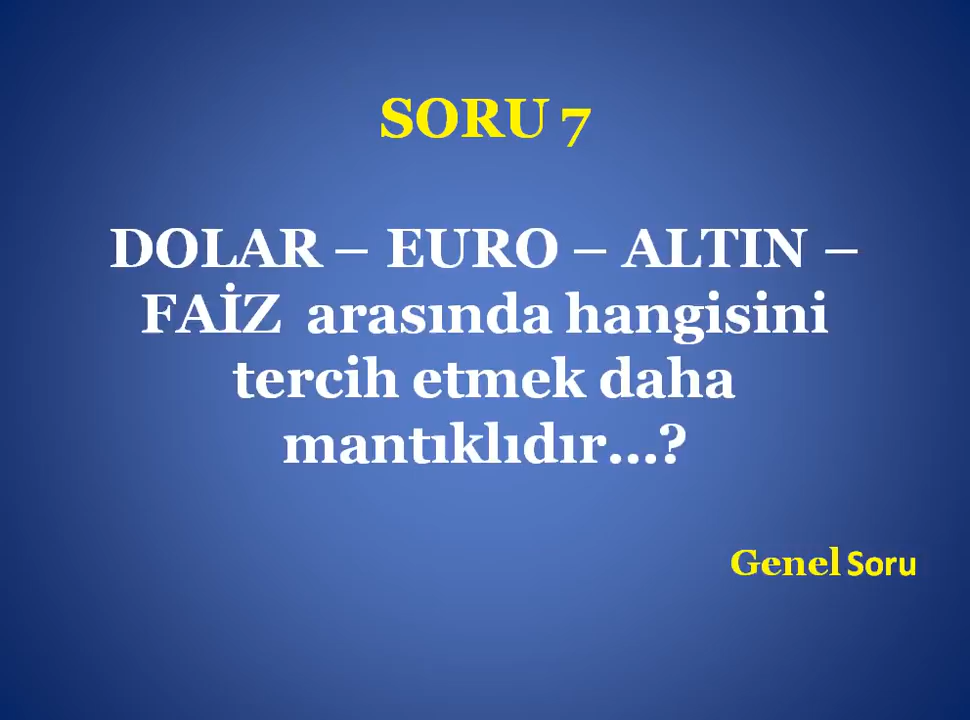 SORU 7
DOLAR – EURO – ALTIN –
FAİZ arasında hangisini
tercih etmek daha
mantıklıdır...?
Genel Soru